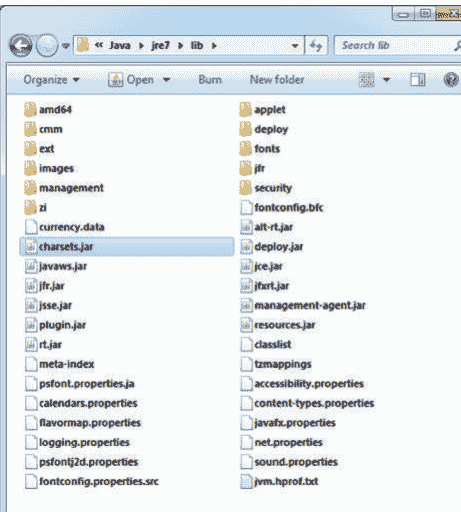 « Java ▸ jre7 ▸ lib ▸ Search lib
Organize Open Burn New folder
amd64 applet
cmm deploy
ext fonts
images jfr
management security
zi fontconfig.bfc
currency.data alt-rt.jar
charsets.jar deploy.jar
javaws.jar jce.jar
jfr.jar jfxrt.jar
jsse.jar management-agent.jar
plugin.jar resources.jar
rt.jar classlist
meta-index tzmappings
psfont.properties.ja accessibility.properties
calendars.properties content-types.properties
flavormap.properties javafx.properties
logging.properties net.properties
psfontj2d.properties sound.properties
fontconfig.properties.src jvm.hprof.txt